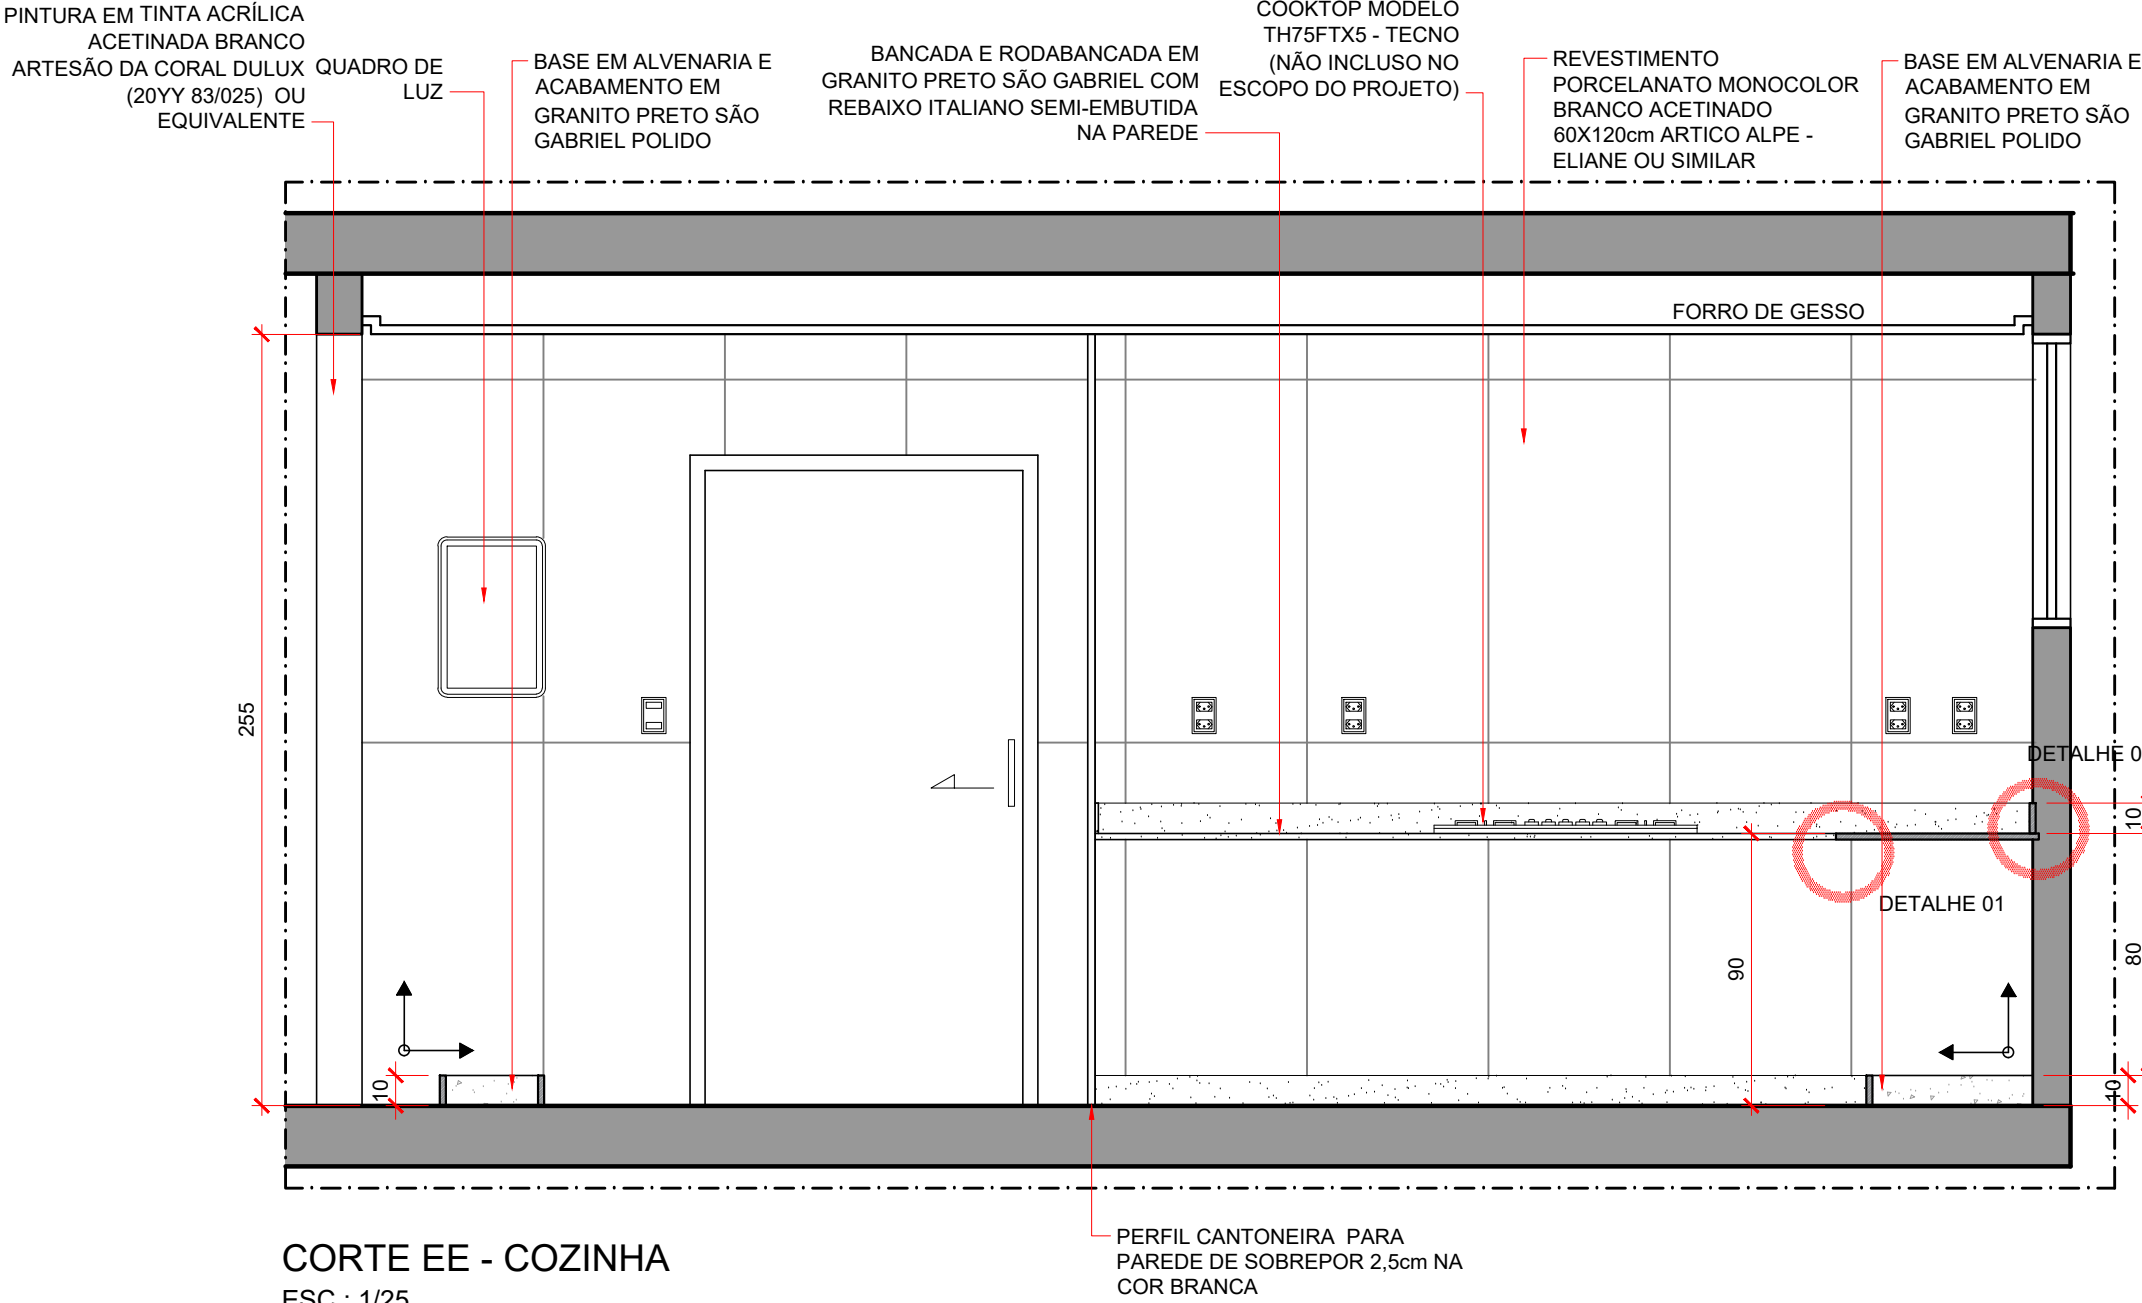 PINTURA EM TINTA ACRÍLICA
ACETINADA BRANCO
ARTESÃO DA CORAL DULUX
(20YY 83/025) OU
EQUIVALENTE
QUADRO DE
LUZ
BASE EM ALVENARIA E
ACABAMENTO EM
GRANITO PRETO SÃO
GABRIEL POLIDO
BANCADA E RODABANCADA EM
GRANITO PRETO SÃO GABRIEL COM
REBAIXO ITALIANO SEMI-EMBUTIDA
NA PAREDE
COOKTOP MODELO
TH75FTX5 - TECNO
(NÃO INCLUSO NO
ESCOPO DO PROJETO)
REVESTIMENTO
PORCELANATO MONOCOLOR
BRANCO ACETINADO
60X120cm ARTICO ALPE -
ELIANE OU SIMILAR
BASE EM ALVENARIA E
ACABAMENTO EM
GRANITO PRETO SÃO
GABRIEL POLIDO
FORRO DE GESSO
255
DETALHE 0
10
DETALHE 01
80
90
10
10
PERFIL CANTONEIRA PARA
PAREDE DE SOBREPOR 2,5cm NA
COR BRANCA
CORTE EE - COZINHA
ESC.: 1/25